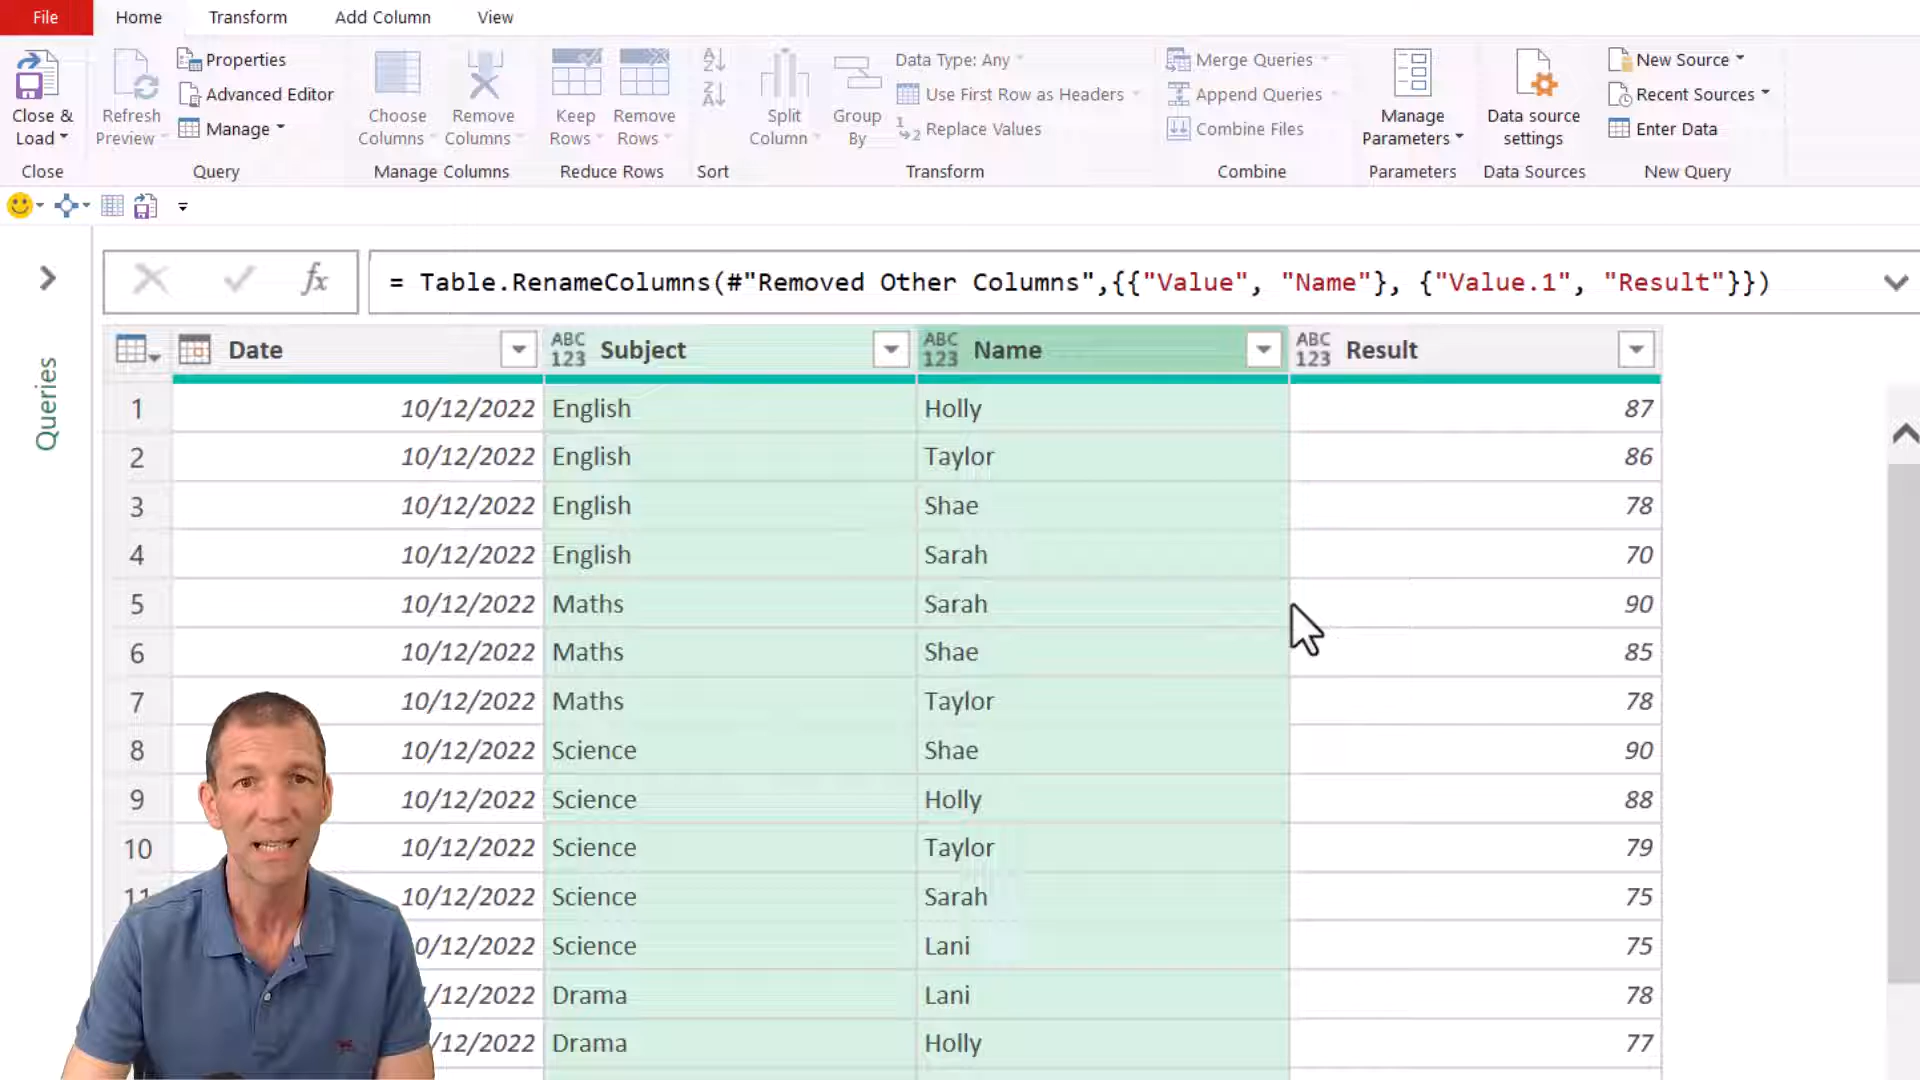 File Home Transform Add Column View
Close & Load
Refresh Preview
Properties
Advanced Editor
Manage
Choose Columns
Remove Columns
Keep Rows
Remove Rows
Split Column
Group By
Data Type: Any
Use First Row as Headers
Replace Values
Merge Queries
Append Queries
Combine Files
Manage Parameters
Data source settings
New Source
Recent Sources
Enter Data
Close Query Manage Columns Reduce Rows Sort Transform Combine Parameters Data Sources New Query
fx = Table.RenameColumns(#"Removed Other Columns",{{"Value", "Name"}, {"Value.1", "Result"}})
Queries
Date ABC 123 Subject ABC 123 Name ABC 123 Result
1 10/12/2022 English Holly 87
2 10/12/2022 English Taylor 86
3 10/12/2022 English Shae 78
4 10/12/2022 English Sarah 70
5 10/12/2022 Maths Sarah 90
6 10/12/2022 Maths Shae 85
7 10/12/2022 Maths Taylor 78
8 10/12/2022 Science Shae 90
9 10/12/2022 Science Holly 88
10 10/12/2022 Science Taylor 79
11 10/12/2022 Science Sarah 75
0/12/2022 Science Lani 75
/12/2022 Drama Lani 78
/12/2022 Drama Holly 77